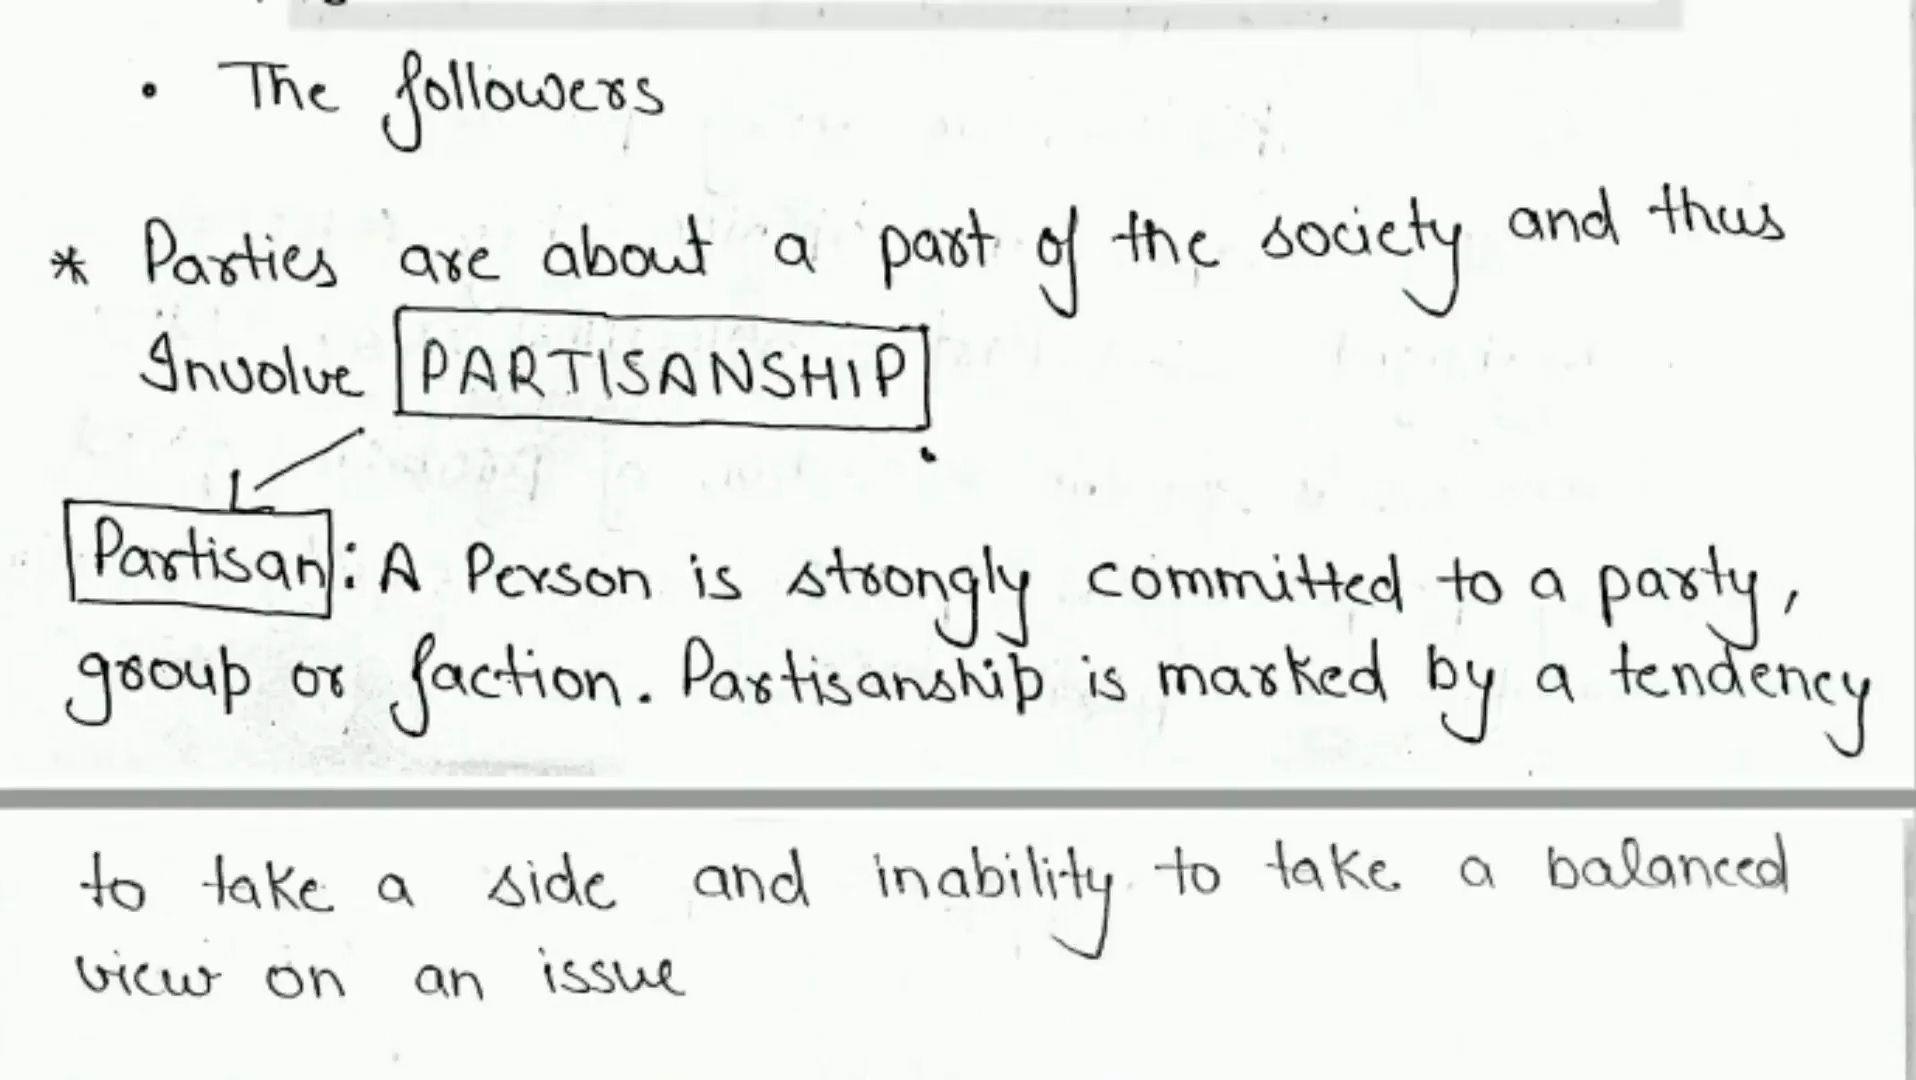 • The followers
* Parties are about a part of the society and thus
Involve PARTISANSHIP.
Partisan: A Person is strongly committed to a party,
group or faction. Partisanship is marked by a tendency
to take a side and inability to take a balanced
view on an issue